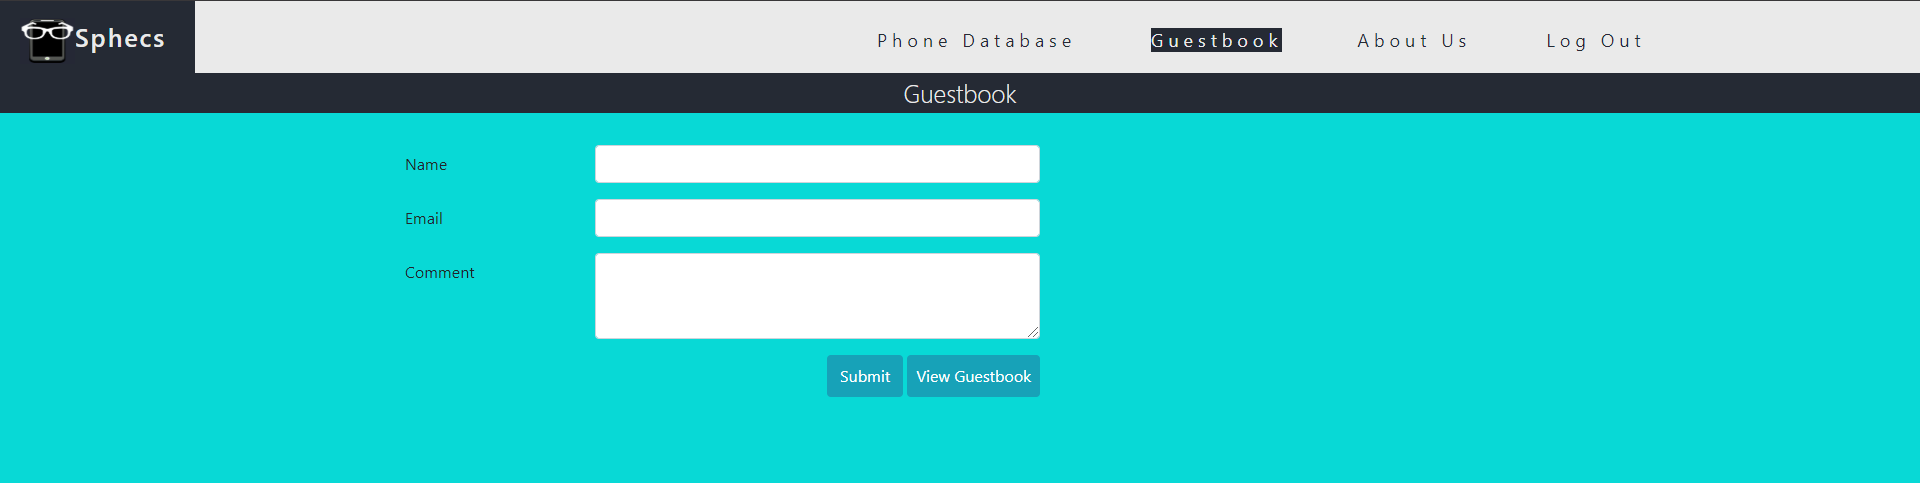 Sphecs
Phone Database Guestbook About Us Log Out
Guestbook
Name
Email
Comment
Submit View Guestbook